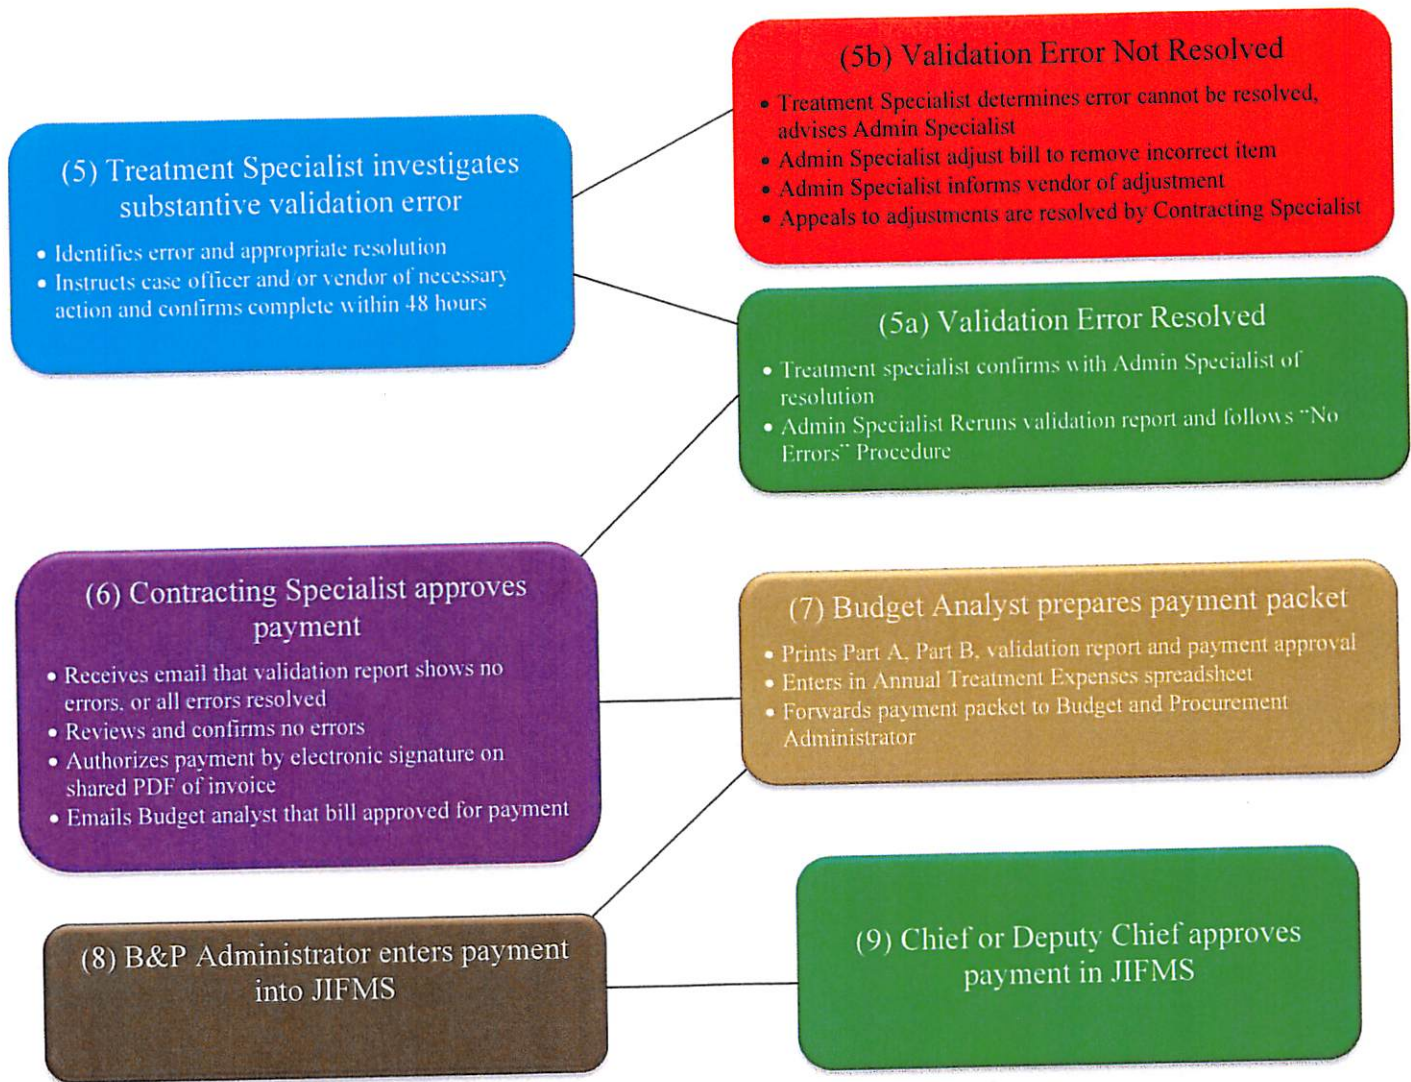 (5b) Validation Error Not Resolved
• Treatment Specialist determines error cannot be resolved,
advises Admin Specialist
• Admin Specialist adjust bill to remove incorrect item
• Admin Specialist informs vendor of adjustment
• Appeals to adjustments are resolved by Contracting Specialist
(5) Treatment Specialist investigates
substantive validation error
• Identifies error and appropriate resolution
• Instructs case officer and/or vendor of necessary
action and confirms complete within 48 hours
(5a) Validation Error Resolved
• Treatment specialist confirms with Admin Specialist of
resolution
• Admin Specialist Reruns validation report and follows “No
Errors” Procedure
(6) Contracting Specialist approves
payment
• Receives email that validation report shows no
errors, or all errors resolved
• Reviews and confirms no errors
• Authorizes payment by electronic signature on
shared PDF of invoice
• Emails Budget analyst that bill approved for payment
(7) Budget Analyst prepares payment packet
• Prints Part A, Part B, validation report and payment approval
• Enters in Annual Treatment Expenses spreadsheet
• Forwards payment packet to Budget and Procurement
Administrator
(8) B&P Administrator enters payment
into JIFMS
(9) Chief or Deputy Chief approves
payment in JIFMS